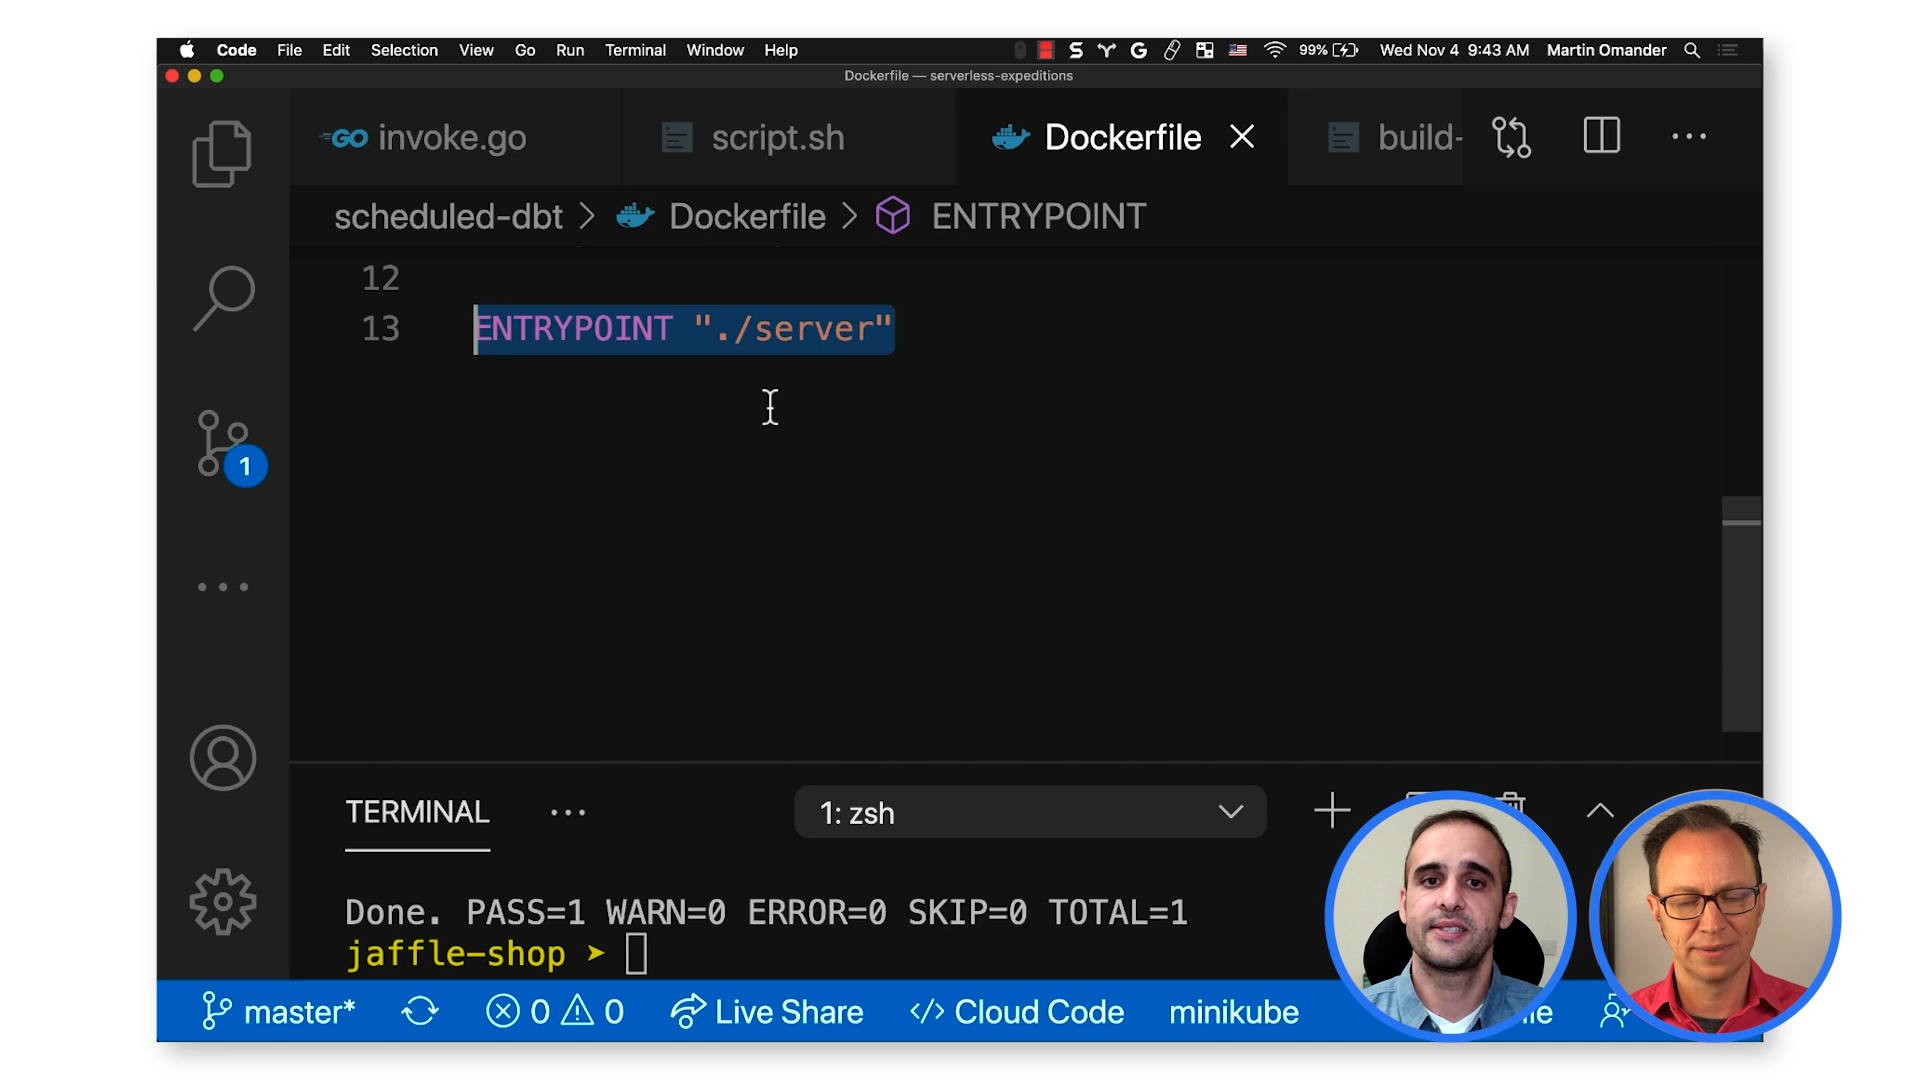 Code File Edit Selection View Go Run Terminal Window Help 99% Wed Nov 4 9:43 AM Martin Omander
Dockerfile — serverless-expeditions
GO invoke.go script.sh Dockerfile build-
scheduled-dbt > Dockerfile > ENTRYPOINT
12
13 ENTRYPOINT "./server"
1
TERMINAL 1: zsh
Done. PASS=1 WARN=0 ERROR=0 SKIP=0 TOTAL=1
jaffle-shop ➤
master* 0 0 Live Share Cloud Code minikube